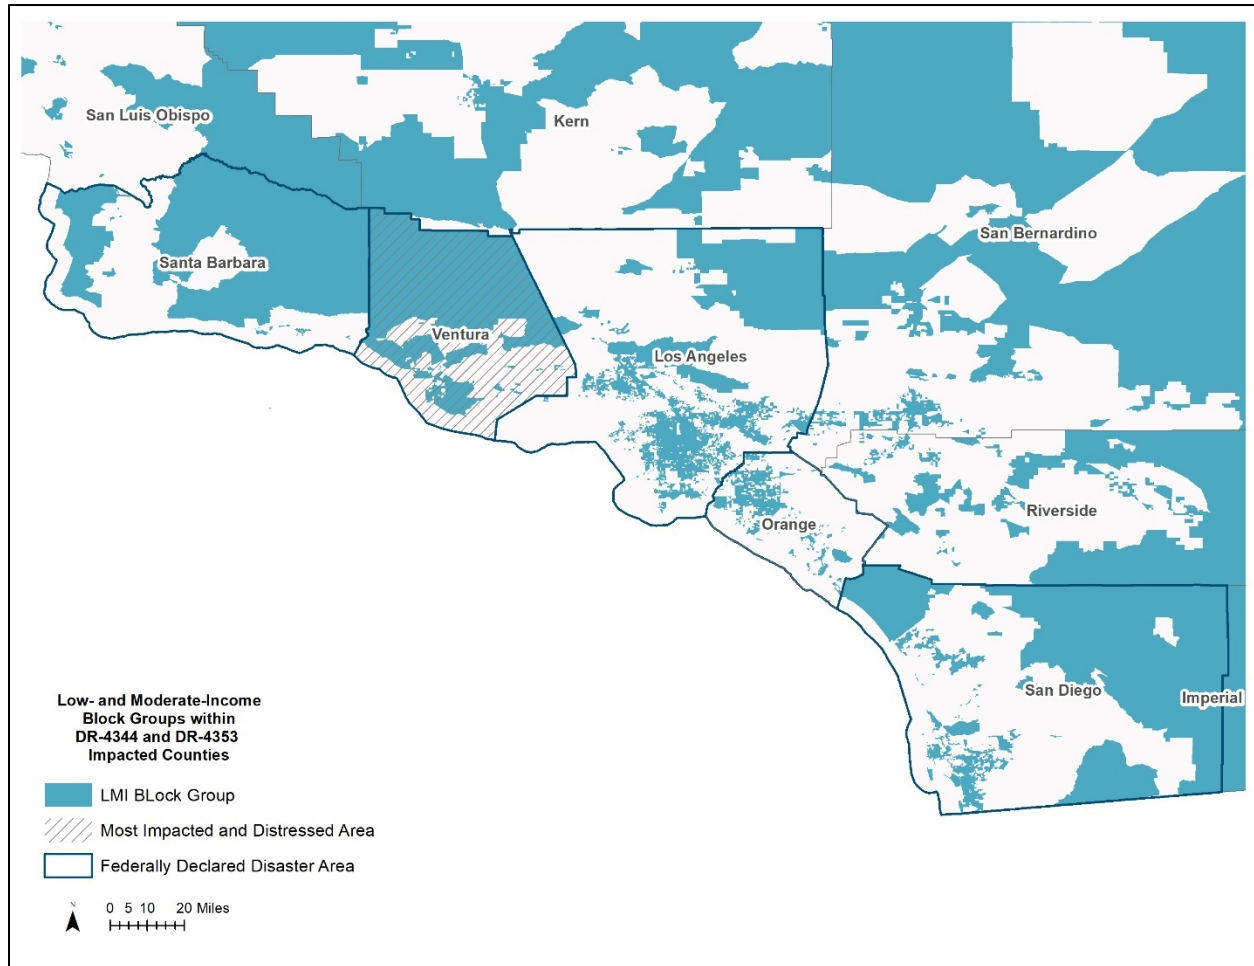 San Luis Obispo
Kern
San Bernardino
Santa Barbara
Ventura
Los Angeles
Riverside
Orange
San Diego
Imperial
Low- and Moderate-Income
Block Groups within
DR-4344 and DR-4353
Impacted Counties
LMI BLock Group
Most Impacted and Distressed Area
Federally Declared Disaster Area
N
0 5 10 20 Miles